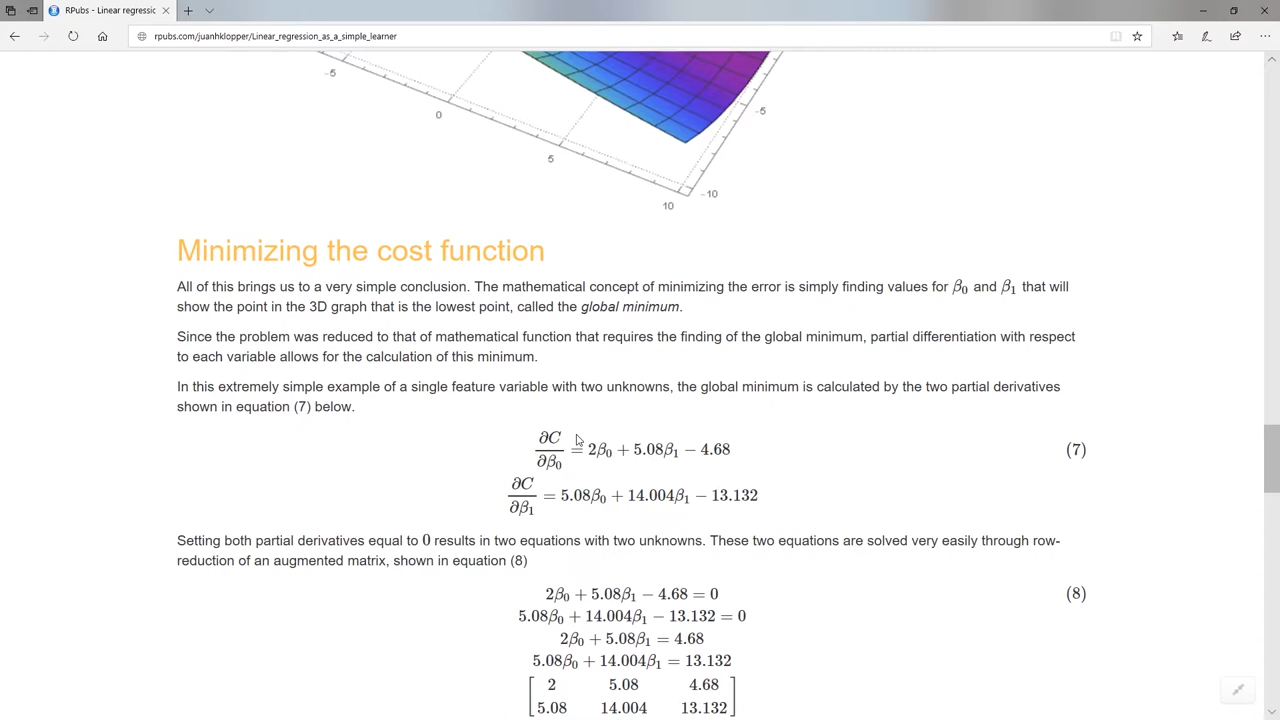 RPubs - Linear regressic
rpubs.com/juanhklopper/Linear_regression_as_a_simple_learner
-5
0
5
10
-5
-10
Minimizing the cost function
All of this brings us to a very simple conclusion. The mathematical concept of minimizing the error is simply finding values for β₀ and β₁ that will
show the point in the 3D graph that is the lowest point, called the global minimum.
Since the problem was reduced to that of mathematical function that requires the finding of the global minimum, partial differentiation with respect
to each variable allows for the calculation of this minimum.
In this extremely simple example of a single feature variable with two unknowns, the global minimum is calculated by the two partial derivatives
shown in equation (7) below.
∂C/∂β₀ = 2β₀ + 5.08β₁ − 4.68 (7)
∂C/∂β₁ = 5.08β₀ + 14.004β₁ − 13.132
Setting both partial derivatives equal to 0 results in two equations with two unknowns. These two equations are solved very easily through row-
reduction of an augmented matrix, shown in equation (8)
2β₀ + 5.08β₁ − 4.68 = 0 (8)
5.08β₀ + 14.004β₁ − 13.132 = 0
2β₀ + 5.08β₁ = 4.68
5.08β₀ + 14.004β₁ = 13.132
2 5.08 4.68
5.08 14.004 13.132